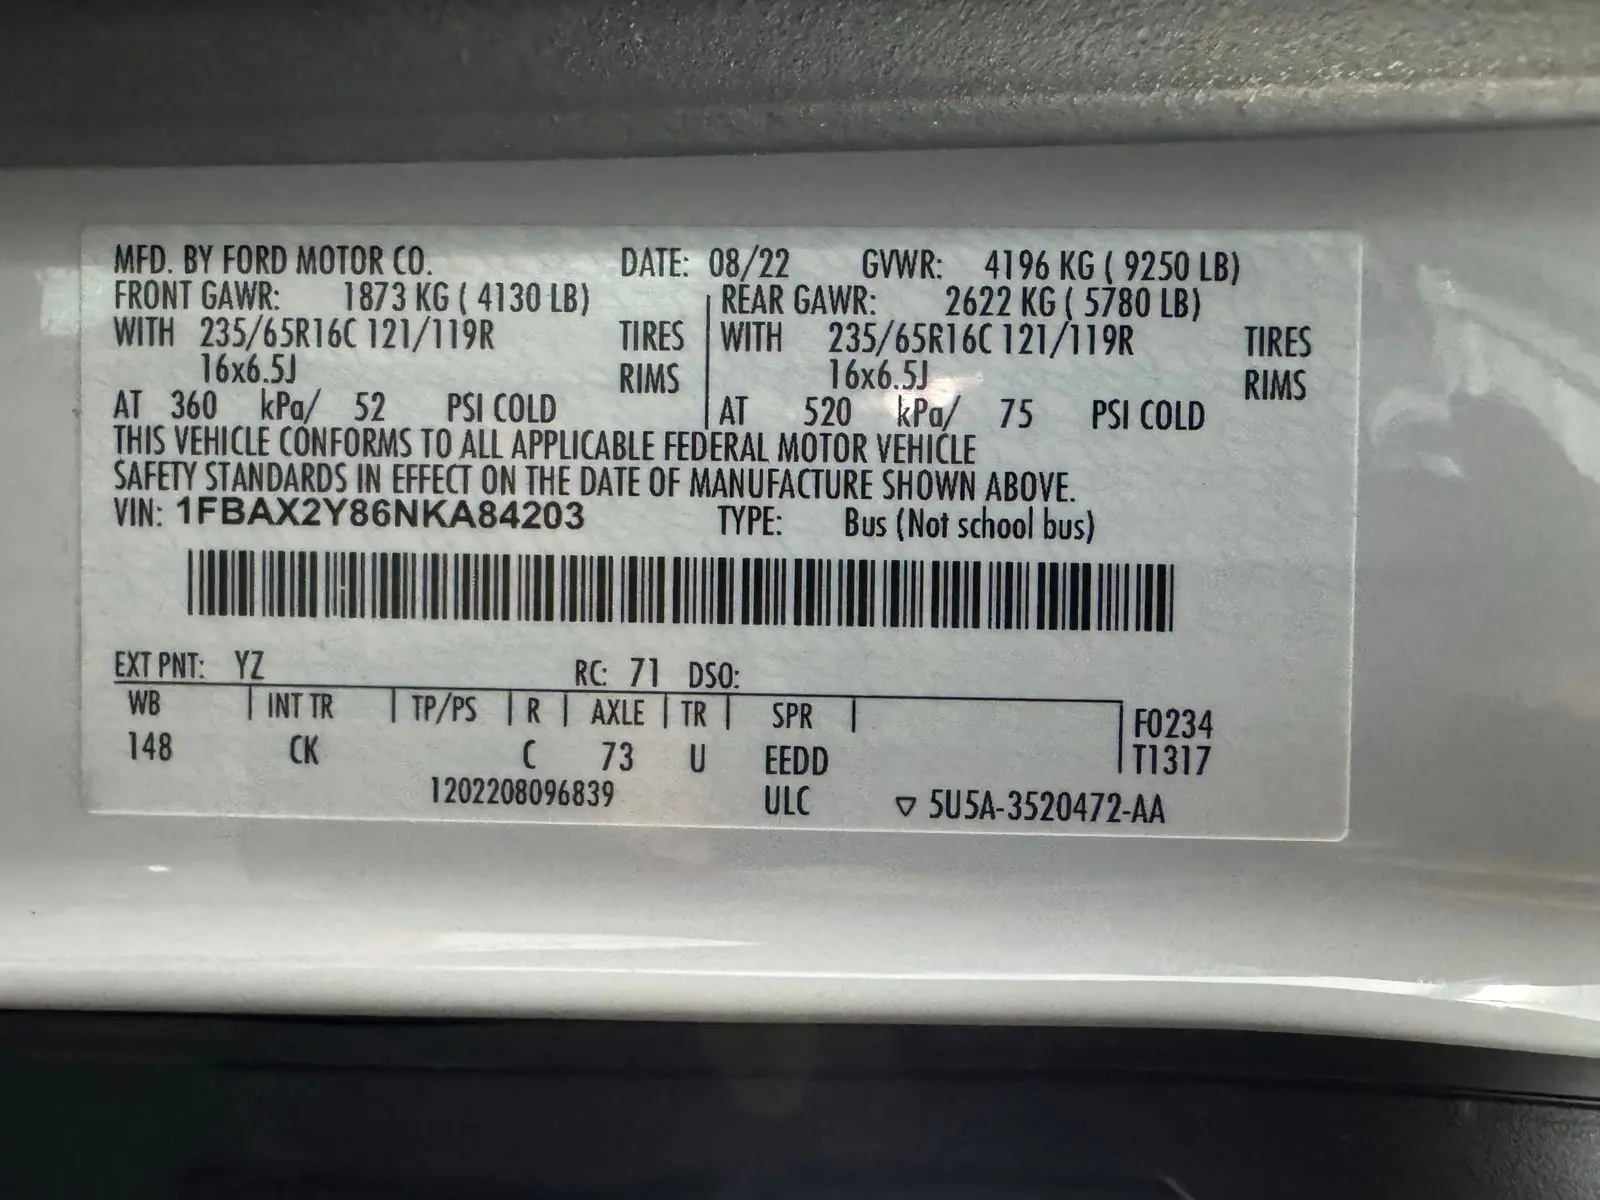 MFD. BY FORD MOTOR CO. DATE: 08/22 GVWR: 4196 KG ( 9250 LB)
FRONT GAWR: 1873 KG ( 4130 LB) REAR GAWR: 2622 KG ( 5780 LB)
WITH 235/65R16C 121/119R TIRES WITH 235/65R16C 121/119R TIRES
16x6.5J RIMS 16x6.5J RIMS
AT 360 kPa/ 52 PSI COLD AT 520 kPa/ 75 PSI COLD
THIS VEHICLE CONFORMS TO ALL APPLICABLE FEDERAL MOTOR VEHICLE
SAFETY STANDARDS IN EFFECT ON THE DATE OF MANUFACTURE SHOWN ABOVE.
VIN: 1FBAX2Y86NKA84203 TYPE: Bus (Not school bus)
EXT PNT: YZ RC: 71 DSO:
WB INT TR TP/PS R AXLE TR SPR F0234
148 CK C 73 U EEDD T1317
1202208096839 ULC ▽ 5U5A-3520472-AA